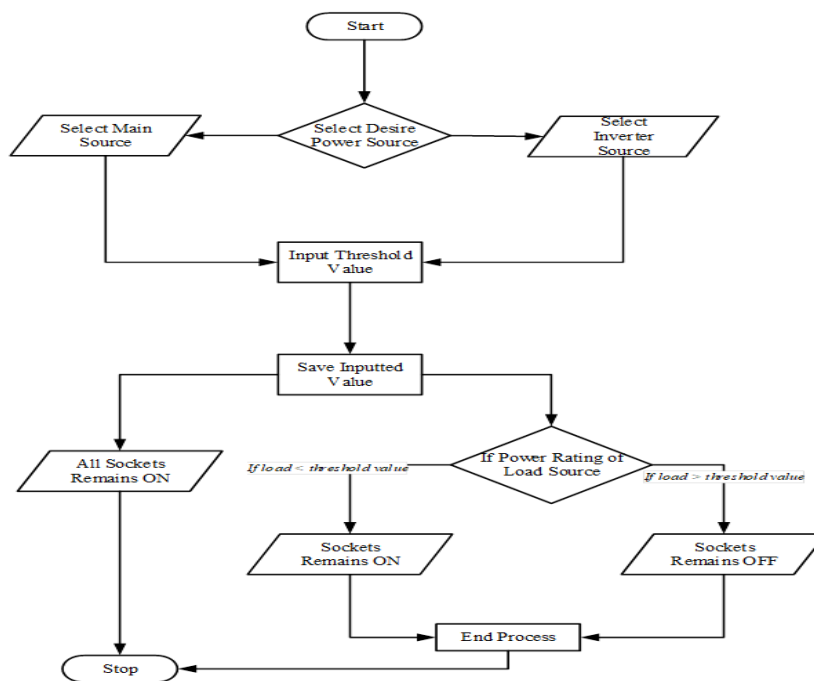 Start
Select Main
Source
Select Desire
Power Source
Select
Inverter
Source
Input Threshold
Value
Save Inputted
Value
All Sockets
Remains ON
If load < threshold value
If Power Rating of
Load Source
If load > threshold value
Sockets
Remains ON
Sockets
Remains OFF
End Process
Stop